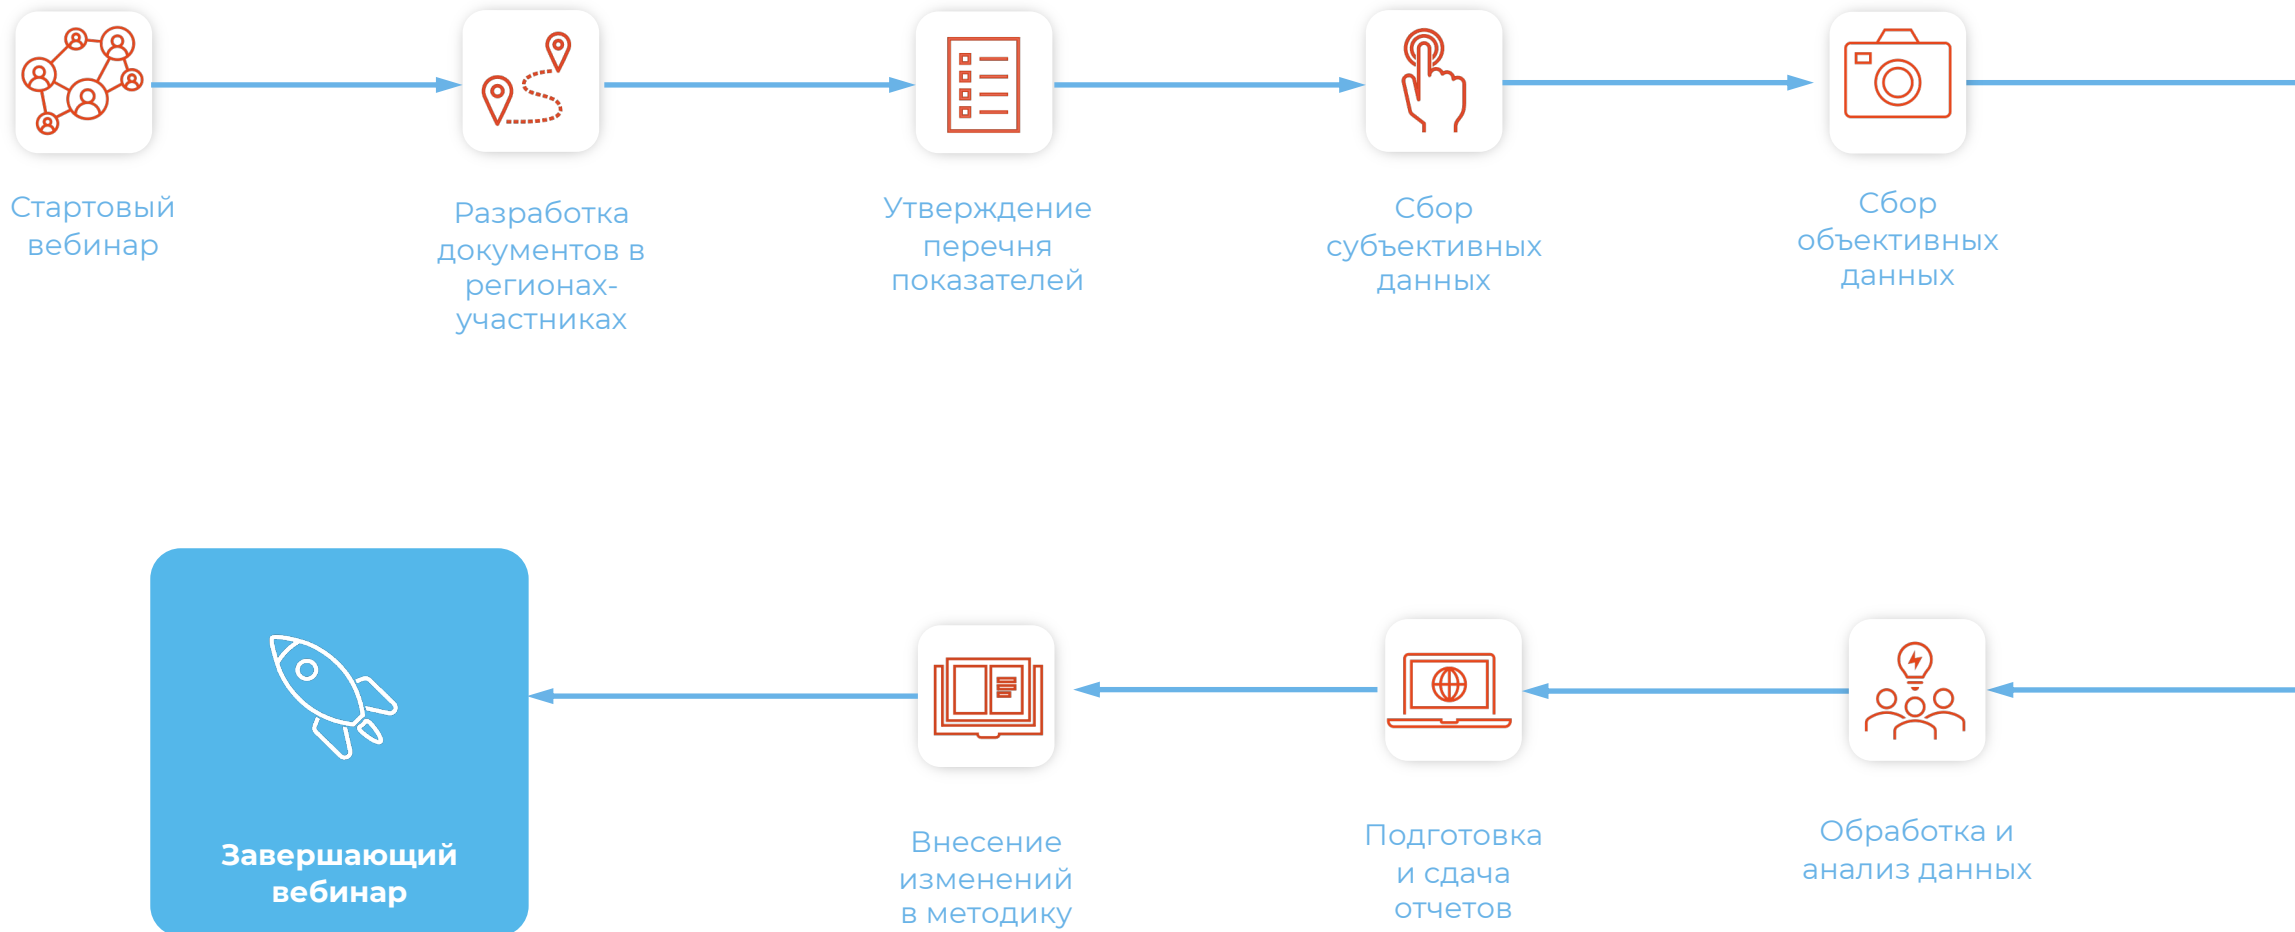 Стартовый
вебинар
Разработка
документов в
регионах-
участниках
Утверждение
перечня
показателей
Сбор
субъективных
данных
Сбор
объективных
данных
Завершающий
вебинар
Внесение
изменений
в методику
Подготовка
и сдача
отчетов
Обработка и
анализ данных